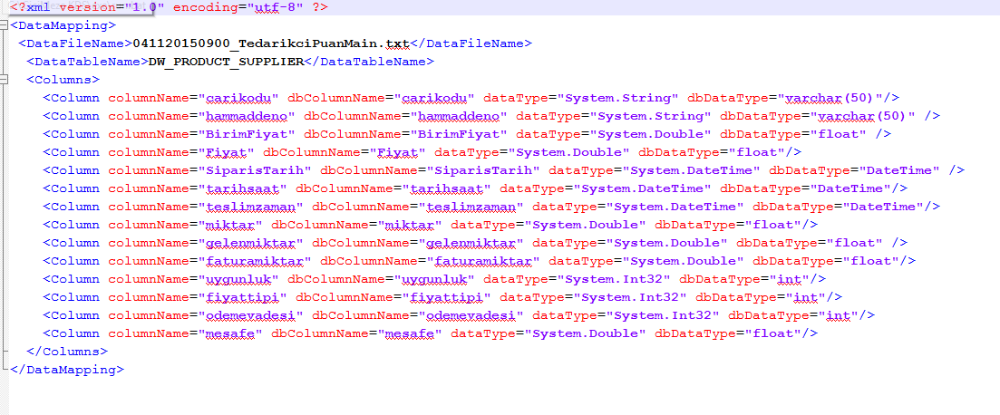 <?xml version="1.0" encoding="utf-8" ?>
<DataMapping>
<DataFileName>041120150900_TedarikciPuanMain.txt</DataFileName>
<DataTableName>DW_PRODUCT_SUPPLIER</DataTableName>
<Columns>
<Column columnName="carikodu" dbColumnName="carikodu" dataType="System.String" dbDataType="varchar(50)"/>
<Column columnName="hammaddeno" dbColumnName="hammaddeno" dataType="System.String" dbDataType="varchar(50)" />
<Column columnName="BirimFiyat" dbColumnName="BirimFiyat" dataType="System.Double" dbDataType="float" />
<Column columnName="Fiyat" dbColumnName="Fiyat" dataType="System.Double" dbDataType="float"/>
<Column columnName="SiparisTarih" dbColumnName="SiparisTarih" dataType="System.DateTime" dbDataType="DateTime" />
<Column columnName="tarihsaat" dbColumnName="tarihsaat" dataType="System.DateTime" dbDataType="DateTime"/>
<Column columnName="teslimzaman" dbColumnName="teslimzaman" dataType="System.DateTime" dbDataType="DateTime"/>
<Column columnName="miktar" dbColumnName="miktar" dataType="System.Double" dbDataType="float"/>
<Column columnName="gelenmiktar" dbColumnName="gelenmiktar" dataType="System.Double" dbDataType="float" />
<Column columnName="faturamiktar" dbColumnName="faturamiktar" dataType="System.Double" dbDataType="float"/>
<Column columnName="uygunluk" dbColumnName="uygunluk" dataType="System.Int32" dbDataType="int"/>
<Column columnName="fiyattipi" dbColumnName="fiyattipi" dataType="System.Int32" dbDataType="int"/>
<Column columnName="odemevadesi" dbColumnName="odemevadesi" dataType="System.Int32" dbDataType="int"/>
<Column columnName="mesafe" dbColumnName="mesafe" dataType="System.Double" dbDataType="float"/>
</Columns>
</DataMapping>